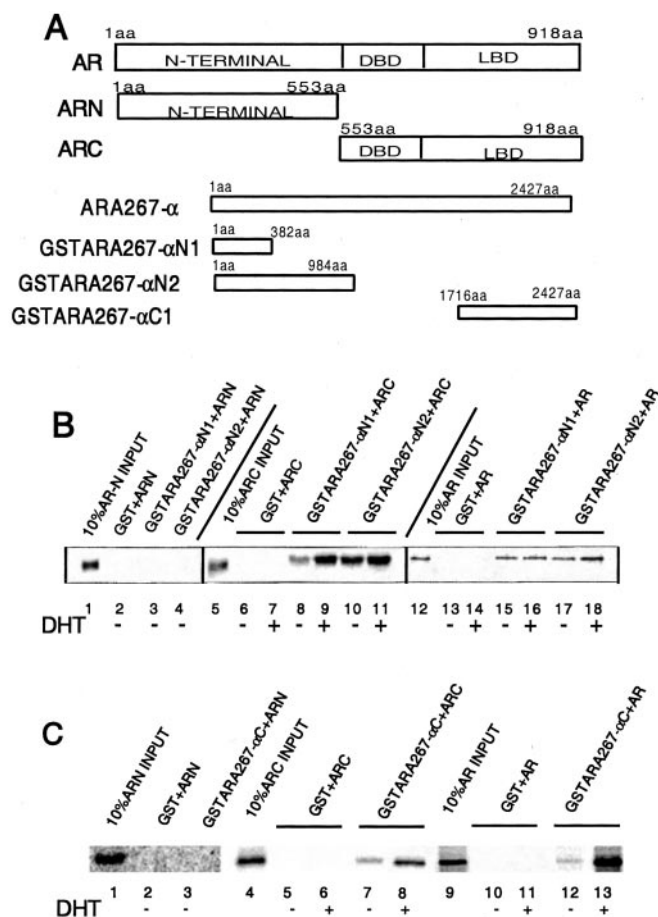 A
1aa 918aa
AR N-TERMINAL DBD LBD
1aa 553aa
ARN N-TERMINAL
553aa 918aa
ARC DBD LBD
1aa 2427aa
ARA267-α
1aa 382aa
GSTARA267-αN1
1aa 984aa
GSTARA267-αN2
1716aa 2427aa
GSTARA267-αC1
B
10%AR-N INPUT
GST+ARN
GSTARA267-αN1+ARN
GSTARA267-αN2+ARN
10%ARC INPUT
GST+ARC
GSTARA267-αN1+ARC
GSTARA267-αN2+ARC
10%AR INPUT
GST+AR
GSTARA267-αN1+AR
GSTARA267-αN2+AR
1 2 3 4 5 6 7 8 9 10 11 12 13 14 15 16 17 18
DHT - - - - + - + - + - + - + - +
C
10%ARN INPUT
GST+ARN
GSTARA267-αC+ARN
10%ARC INPUT
GST+ARC
GSTARA267-αC+ARC
10%AR INPUT
GST+AR
GSTARA267-αC+AR
1 2 3 4 5 6 7 8 9 10 11 12 13
DHT - - - + - + - + - +